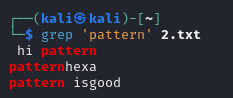 ┌──(kali㉿kali)-[~]
└─$ grep 'pattern' 2.txt
hi pattern
patternhexa
pattern isgood